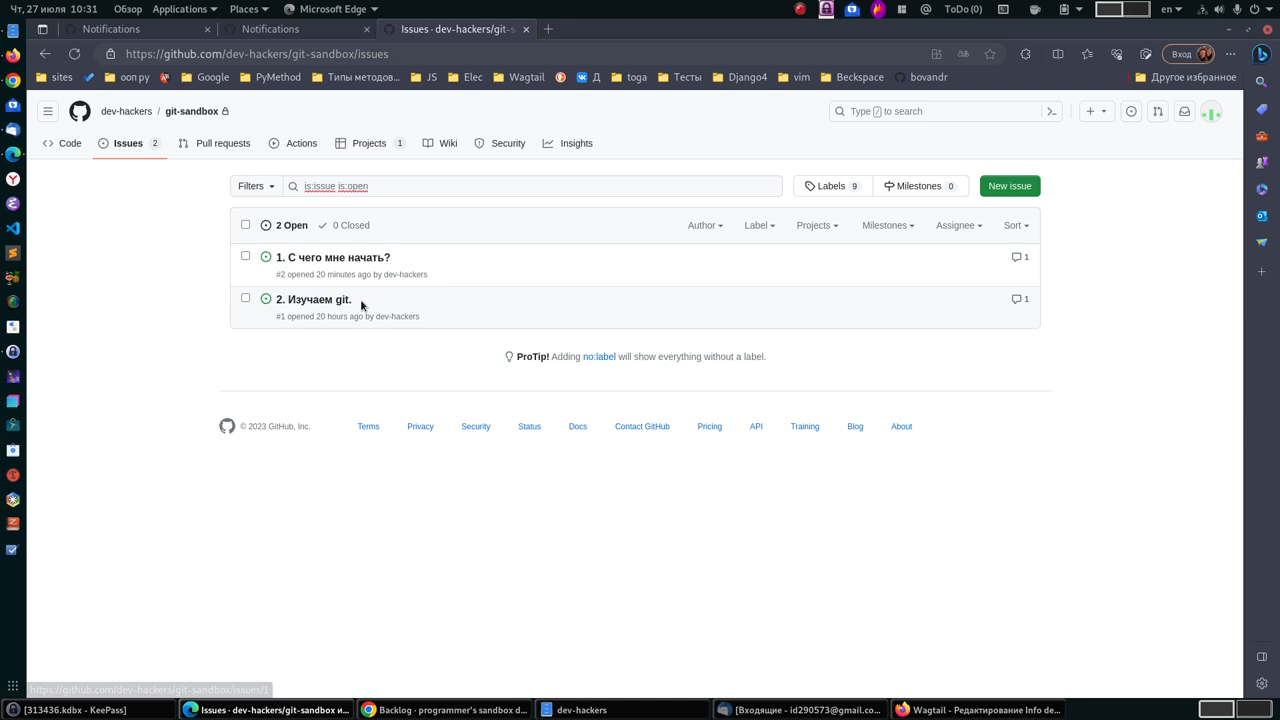 Чт, 27 июля 10:31 Обзор Applications Places Microsoft Edge ToDo(0) en
Notifications Notifications Issues · dev-hackers/git-s
https://github.com/dev-hackers/git-sandbox/issues Вход
sites ооп ру Google PyMethod Типы методов... JS Elec Wagtail Д toga Тесты Django4 vim Beckspace bovandr Другое избранное
dev-hackers / git-sandbox Type / to search
Code Issues 2 Pull requests Actions Projects 1 Wiki Security Insights
Filters is:issue is:open Labels 9 Milestones 0 New issue
2 Open 0 Closed Author Label Projects Milestones Assignee Sort
1. С чего мне начать? 1
#2 opened 20 minutes ago by dev-hackers
2. Изучаем git. 1
#1 opened 20 hours ago by dev-hackers
ProTip! Adding no:label will show everything without a label.
© 2023 GitHub, Inc. Terms Privacy Security Status Docs Contact GitHub Pricing API Training Blog About
https://github.com/dev-hackers/git-sandbox/issues/1
[313436.kdbx - KeePass] Issues · dev-hackers/git-sandbox и... Backlog · programmer's sandbox d... dev-hackers [Входящие - id290573@gmail.co... Wagtail - Редактирование Info de...